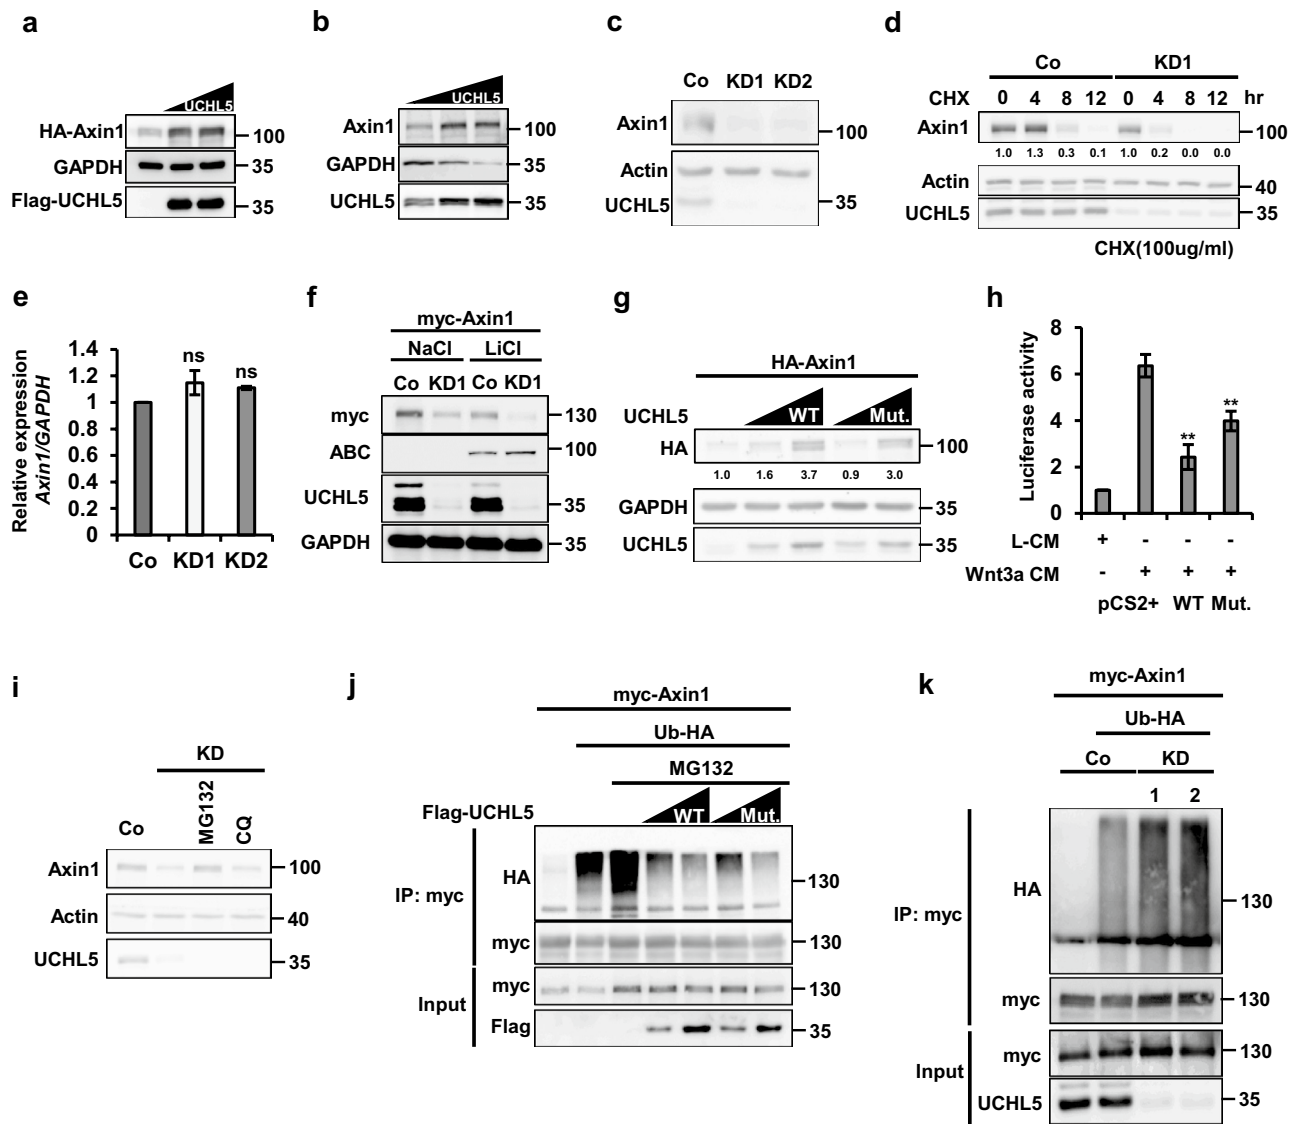 a
UCHL5
HA-Axin1
100
GAPDH
35
Flag-UCHL5
35
b
UCHL5
Axin1
100
GAPDH
35
UCHL5
35
c
Co KD1 KD2
Axin1
100
Actin
UCHL5
35
d
Co KD1
CHX 0 4 8 12 0 4 8 12 hr
Axin1
100
1.0 1.3 0.3 0.1 1.0 0.2 0.0 0.0
Actin
40
UCHL5
35
CHX(100ug/ml)
e
Relative expression
Axin1/GAPDH
1.4
1.2
1
0.8
0.6
0.4
0.2
0
ns
ns
Co KD1 KD2
f
myc-Axin1
NaCl LiCl
Co KD1 Co KD1
myc
130
ABC
100
UCHL5
35
GAPDH
35
g
HA-Axin1
UCHL5 WT Mut.
HA
100
1.0 1.6 3.7 0.9 3.0
GAPDH
35
UCHL5
35
h
Luciferase activity
8
6
4
2
0
**
**
L-CM + - - -
Wnt3a CM - + + +
pCS2+ WT Mut.
i
KD
Co MG132 CQ
Axin1
100
Actin
40
UCHL5
35
j
myc-Axin1
Ub-HA
MG132
Flag-UCHL5 WT Mut.
IP: myc
HA
130
myc
130
Input
myc
130
Flag
35
k
myc-Axin1
Ub-HA
Co KD
1 2
IP: myc
HA
130
myc
130
Input
myc
130
UCHL5
35